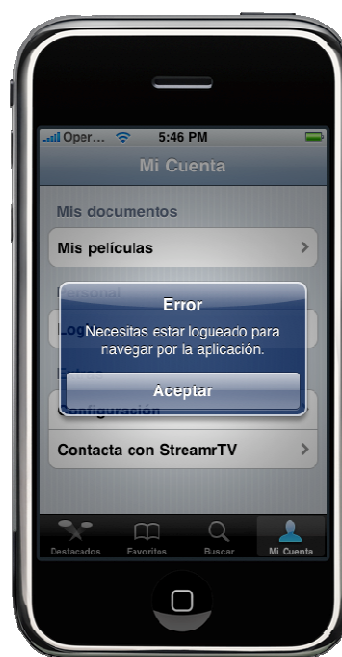 Oper... 5:46 PM
Mi Cuenta
Mis documentos
Mis películas
Personal
Error
Necesitas estar logueado para
navegar por la aplicación.
Aceptar
Configuración
Contacta con StreamrTV
Destacados Favoritos Buscar Mi Cuenta